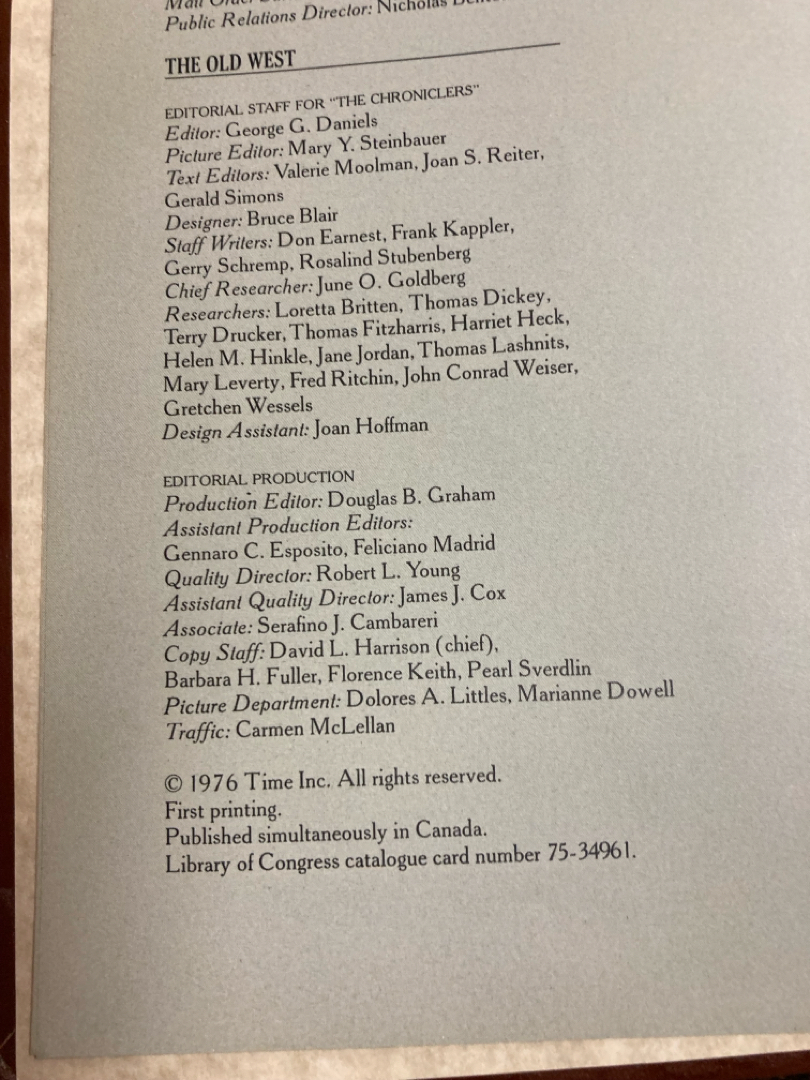 Mail Order
Public Relations Director: Nicholas
THE OLD WEST
EDITORIAL STAFF FOR "THE CHRONICLERS"
Editor: George G. Daniels
Picture Editor: Mary Y. Steinbauer
Text Editors: Valerie Moolman, Joan S. Reiter,
Gerald Simons
Designer: Bruce Blair
Staff Writers: Don Earnest, Frank Kappler,
Gerry Schremp, Rosalind Stubenberg
Chief Researcher: June O. Goldberg
Researchers: Loretta Britten, Thomas Dickey,
Terry Drucker, Thomas Fitzharris, Harriet Heck,
Helen M. Hinkle, Jane Jordan, Thomas Lashnits,
Mary Leverty, Fred Ritchin, John Conrad Weiser,
Gretchen Wessels
Design Assistant: Joan Hoffman
EDITORIAL PRODUCTION
Production Editor: Douglas B. Graham
Assistant Production Editors:
Gennaro C. Esposito, Feliciano Madrid
Quality Director: Robert L. Young
Assistant Quality Director: James J. Cox
Associate: Serafino J. Cambareri
Copy Staff: David L. Harrison (chief),
Barbara H. Fuller, Florence Keith, Pearl Sverdlin
Picture Department: Dolores A. Littles, Marianne Dowell
Traffic: Carmen McLellan
© 1976 Time Inc. All rights reserved.
First printing.
Published simultaneously in Canada.
Library of Congress catalogue card number 75-34961.